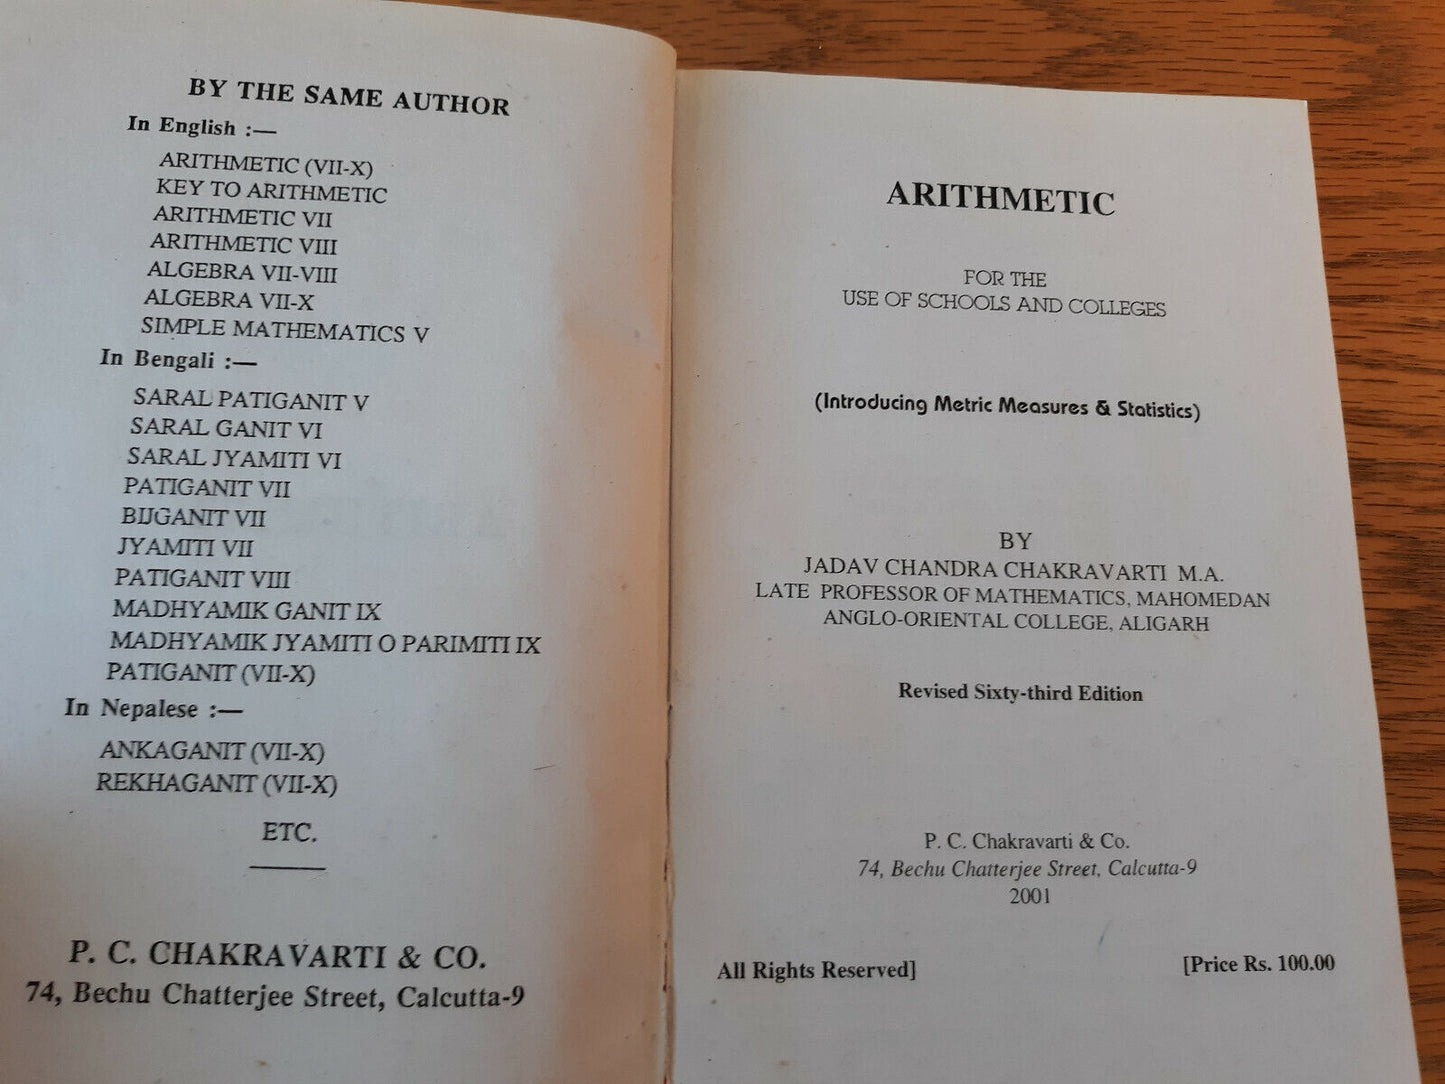 BY THE SAME AUTHOR
In English :—
ARITHMETIC (VII-X)
KEY TO ARITHMETIC
ARITHMETIC VII
ARITHMETIC VIII
ALGEBRA VII-VIII
ALGEBRA VII-X
SIMPLE MATHEMATICS V
In Bengali :—
SARAL PATIGANIT V
SARAL GANIT VI
SARAL JYAMITI VI
PATIGANIT VII
BIJGANIT VII
JYAMITI VII
PATIGANIT VIII
MADHYAMIK GANIT IX
MADHYAMIK JYAMITI O PARIMITI IX
PATIGANIT (VII-X)
In Nepalese :—
ANKAGANIT (VII-X)
REKHAGANIT (VII-X)
ETC.
P. C. CHAKRAVARTI & CO.
74, Bechu Chatterjee Street, Calcutta-9
ARITHMETIC
FOR THE
USE OF SCHOOLS AND COLLEGES
(Introducing Metric Measures & Statistics)
BY
JADAV CHANDRA CHAKRAVARTI M.A.
LATE PROFESSOR OF MATHEMATICS, MAHOMEDAN
ANGLO-ORIENTAL COLLEGE, ALIGARH
Revised Sixty-third Edition
P. C. Chakravarti & Co.
74, Bechu Chatterjee Street, Calcutta-9
2001
All Rights Reserved]
[Price Rs. 100.00